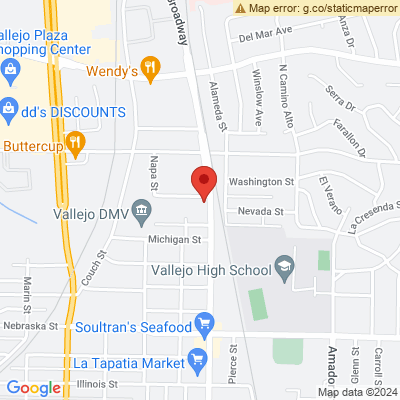 Map error: g.co/staticmaperror
Broadway
Del Mar Ave
Anza Dr
Vallejo Plaza
Shopping Center
Wendy's
Alameda St
Winslow Ave
N Camino Alto
Serra Dr
dd's DISCOUNTS
Farallon Dr
Buttercup
Napa St
Washington St
El Verano
Vallejo DMV
Nevada St
LaCresenda St
Michigan St
Couch St
Vallejo High School
Marin St
Nebraska St
Soultran's Seafood
La Tapatia Market
Pierce St
Amador
Glenn St
Carroll S
Illinois St
Google
Map data ©2024